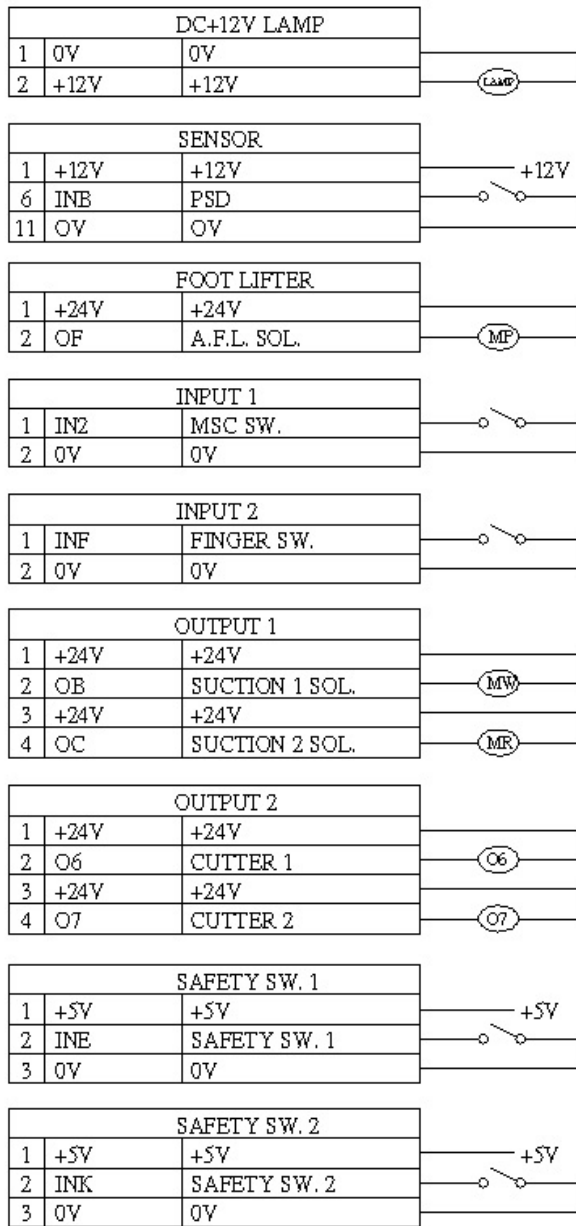 DC+12V LAMP
1 0V 0V
2 +12V +12V LAMP
SENSOR
1 +12V +12V +12V
6 INB PSD
11 OV OV
FOOT LIFTER
1 +24V +24V
2 OF A.F.L. SOL. MP
INPUT 1
1 IN2 MSC SW.
2 0V 0V
INPUT 2
1 INF FINGER SW.
2 0V 0V
OUTPUT 1
1 +24V +24V
2 OB SUCTION 1 SOL. MW
3 +24V +24V
4 OC SUCTION 2 SOL. MR
OUTPUT 2
1 +24V +24V
2 O6 CUTTER 1 O6
3 +24V +24V
4 O7 CUTTER 2 O7
SAFETY SW. 1
1 +5V +5V +5V
2 INE SAFETY SW. 1
3 0V 0V
SAFETY SW. 2
1 +5V +5V +5V
2 INK SAFETY SW. 2
3 0V 0V